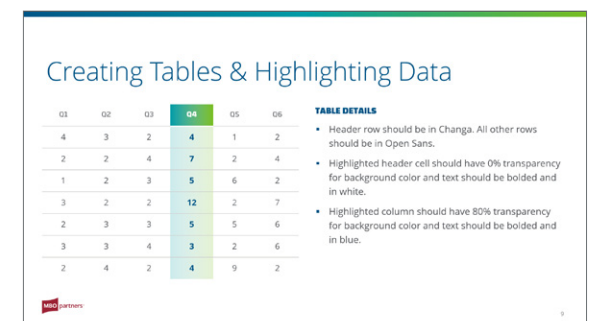 Creating Tables & Highlighting Data
Q1 Q2 Q3 Q4 Q5 Q6
4 3 2 4 1 2
2 2 4 7 2 4
1 2 3 5 6 2
3 2 2 12 2 7
2 3 3 5 5 6
3 3 4 3 2 6
2 4 2 4 9 2
TABLE DETAILS
• Header row should be in Changa. All other rows
should be in Open Sans.
• Highlighted header cell should have 0% transparency
for background color and text should be bolded and
in white.
• Highlighted column should have 80% transparency
for background color and text should be bolded and
in blue.
MBO partners
9